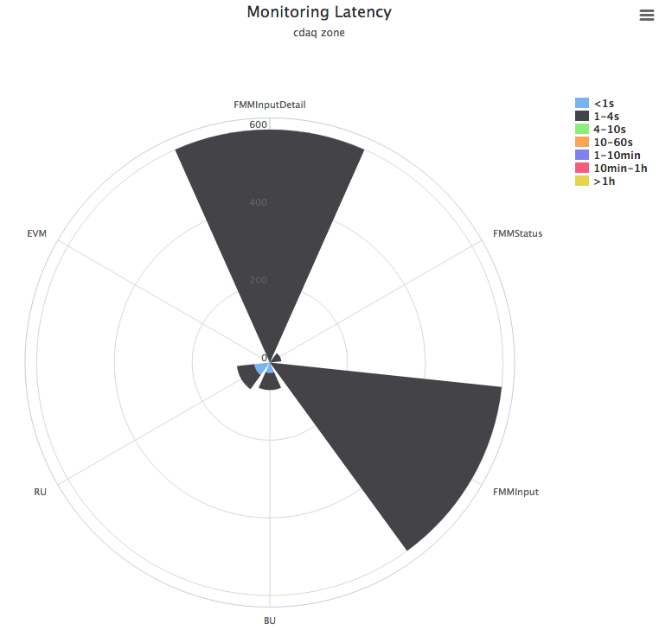 Monitoring Latency
cdaq zone
<1s
1-4s
4-10s
10-60s
1-10min
10min-1h
>1h
FMMInputDetail
600
400
200
0
EVM
FMMStatus
RU
FMMInput
BU